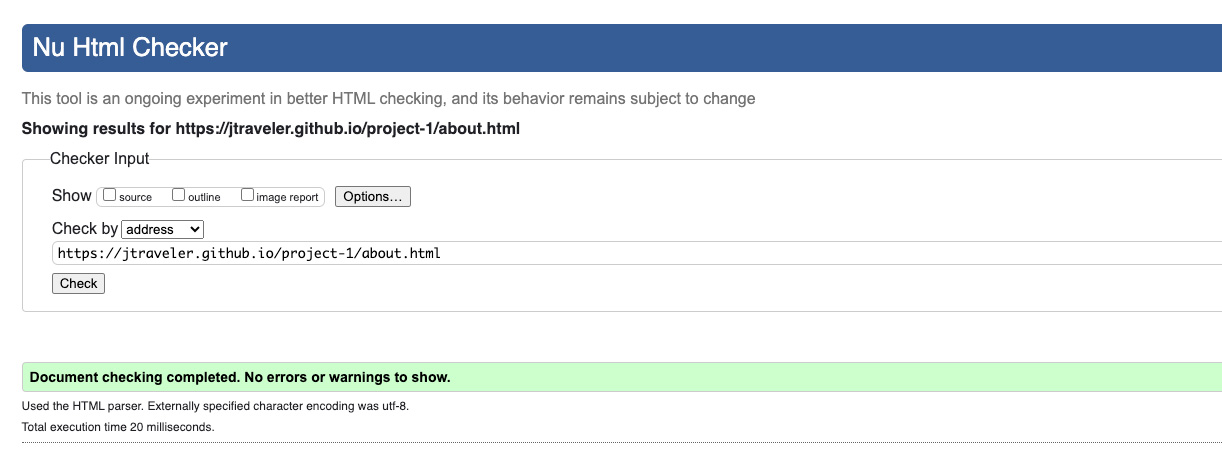 Nu Html Checker
This tool is an ongoing experiment in better HTML checking, and its behavior remains subject to change
Showing results for https://jtraveler.github.io/project-1/about.html
Checker Input
Show source outline image report Options...
Check by address
https://jtraveler.github.io/project-1/about.html
Check
Document checking completed. No errors or warnings to show.
Used the HTML parser. Externally specified character encoding was utf-8.
Total execution time 20 milliseconds.